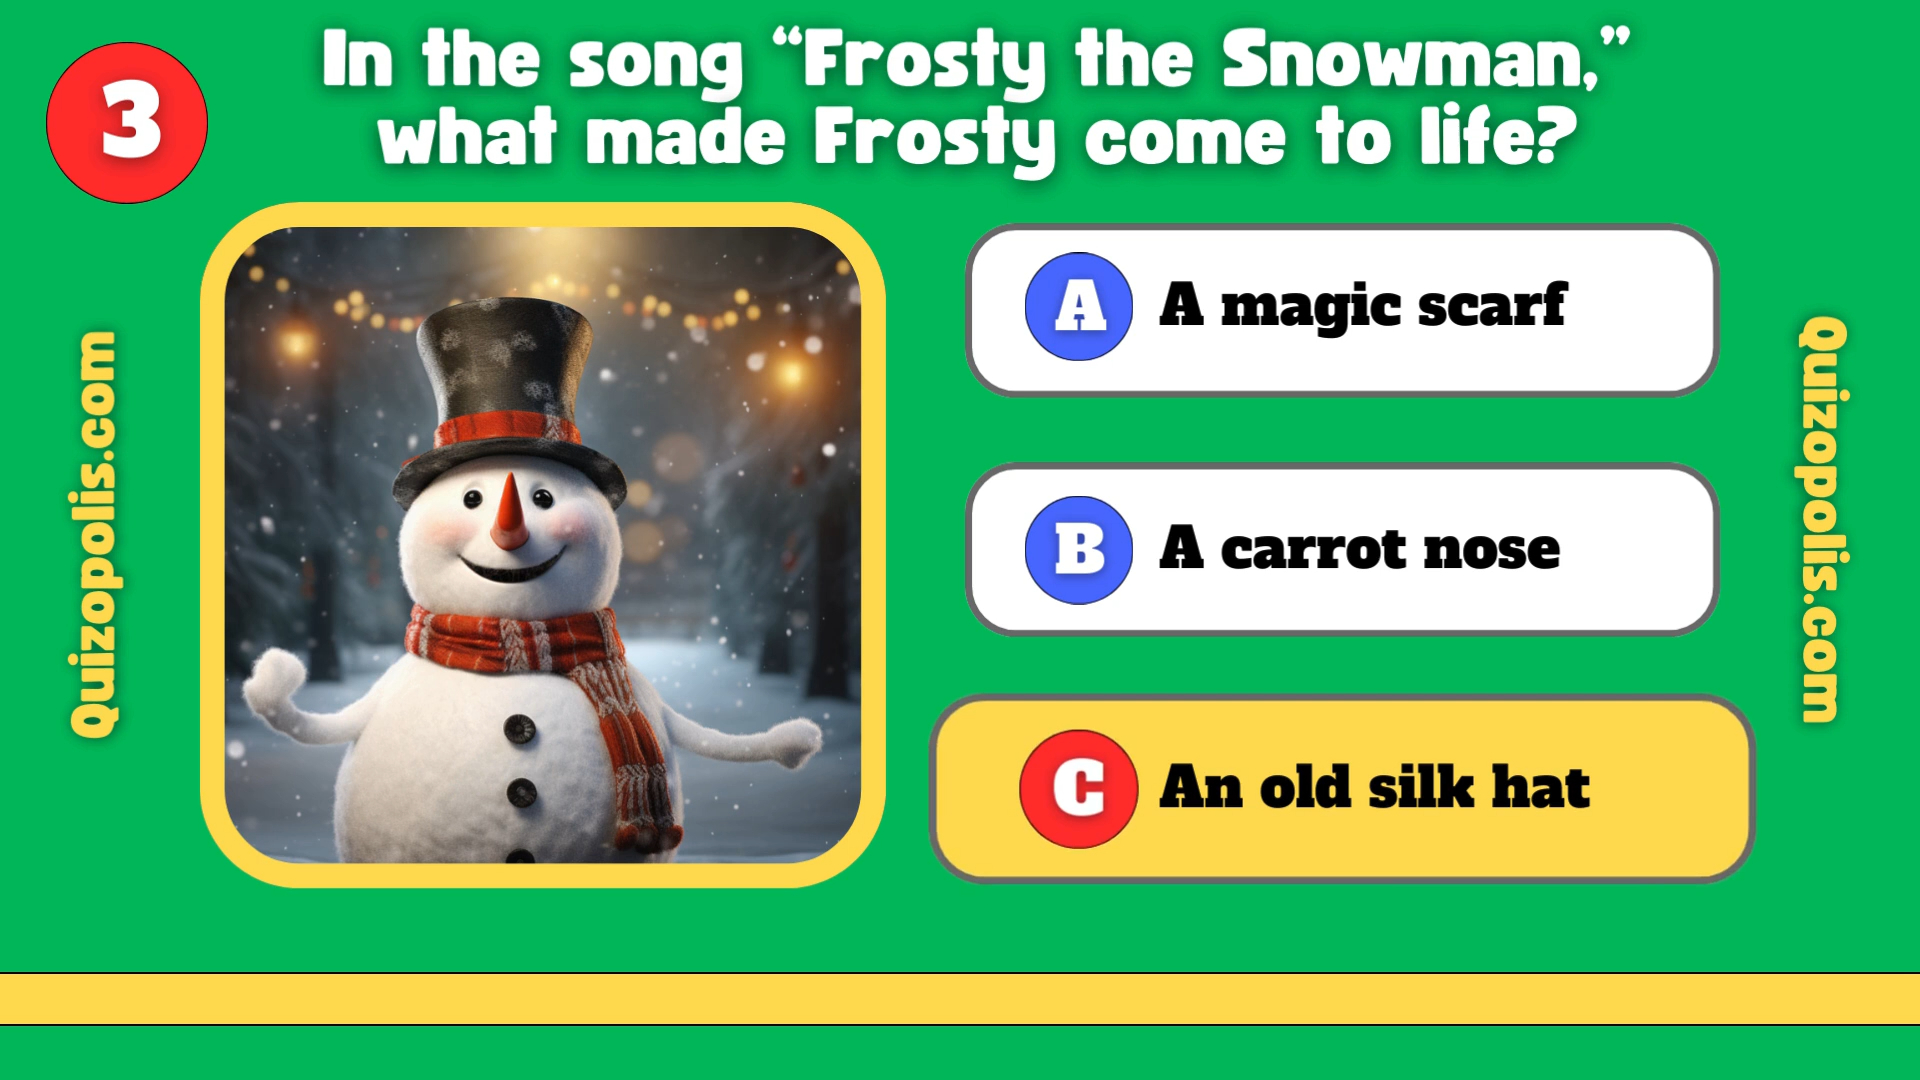 3
In the song “Frosty the Snowman,”
what made Frosty come to life?
Quizopolis.com
A A magic scarf
B A carrot nose
C An old silk hat
Quizopolis.com